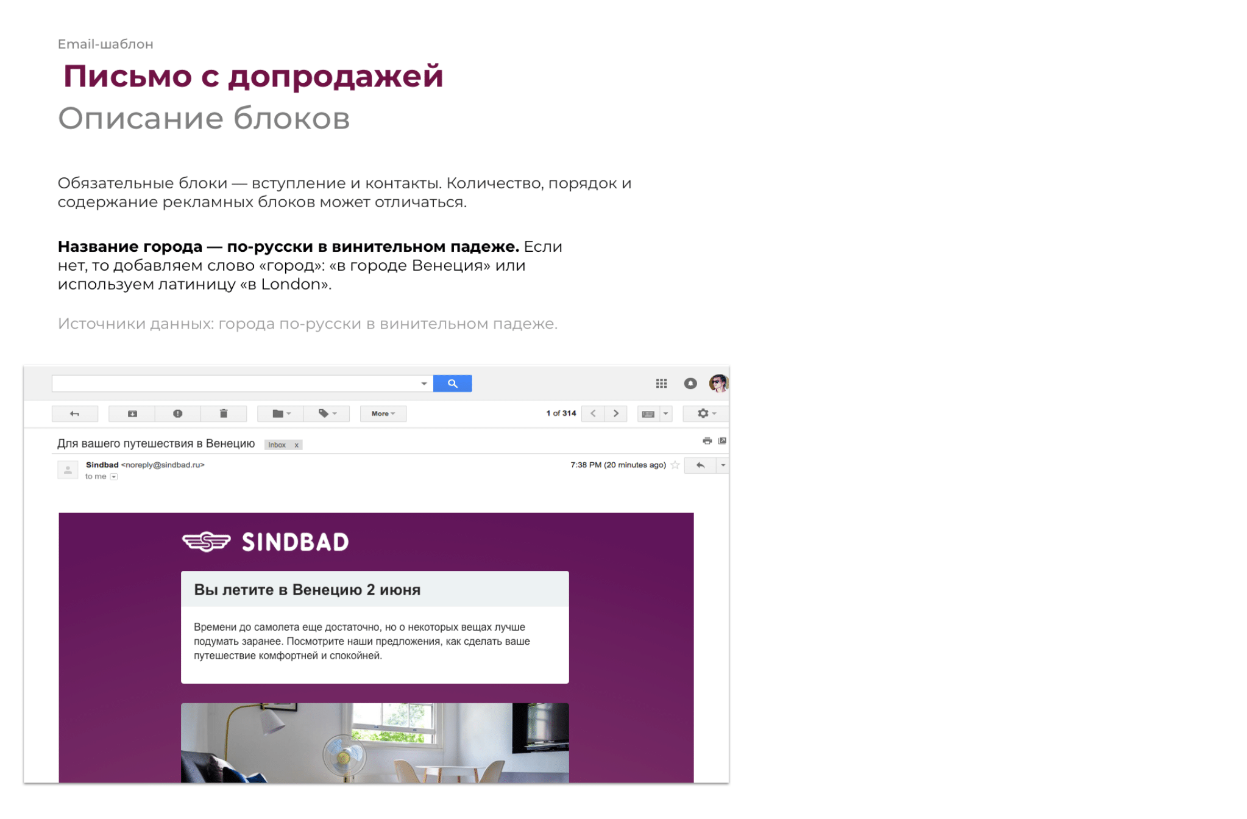 Email-шаблон
Письмо с допродажей
Описание блоков
Обязательные блоки — вступление и контакты. Количество, порядок и
содержание рекламных блоков может отличаться.
Название города — по-русски в винительном падеже. Если
нет, то добавляем слово «город»: «в городе Венеция» или
используем латиницу «в London».
Источники данных: города по-русски в винительном падеже.
More
1 of 314
Для вашего путешествия в Венецию Inbox x
Sindbad <noreply@sindbad.ru> 7:38 PM (20 minutes ago)
to me
SINDBAD
Вы летите в Венецию 2 июня
Времени до самолета еще достаточно, но о некоторых вещах лучше
подумать заранее. Посмотрите наши предложения, как сделать ваше
путешествие комфортней и спокойней.